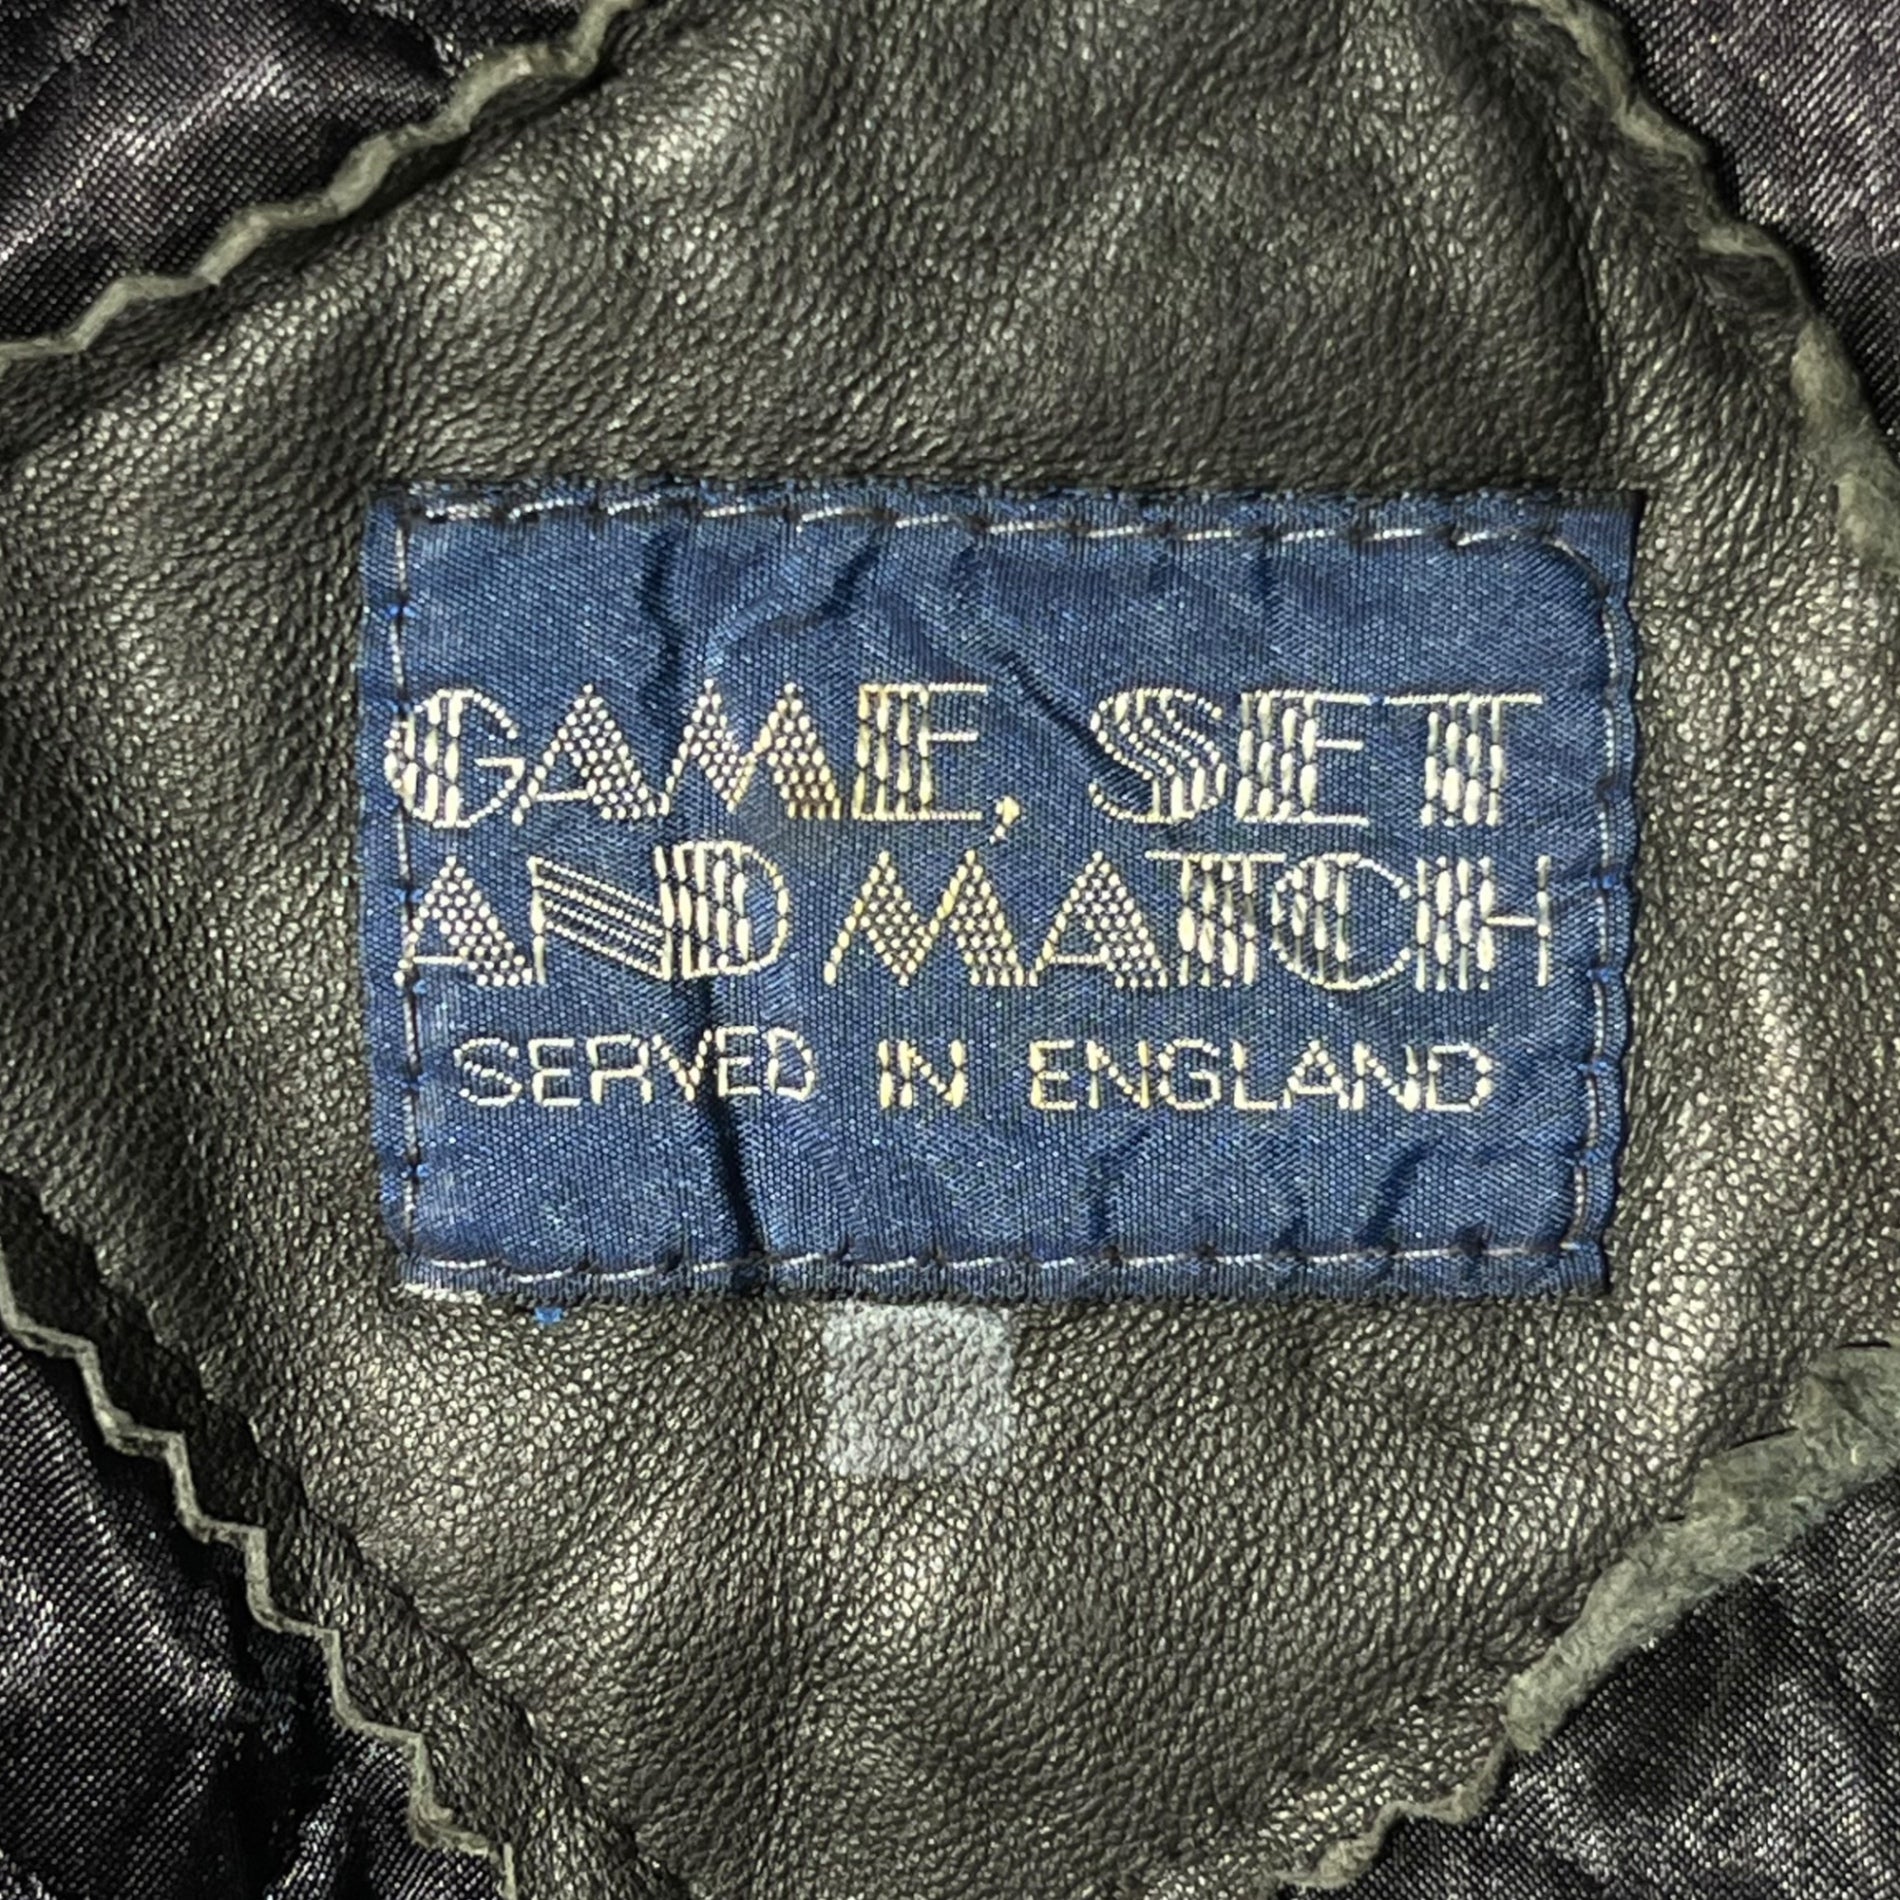 GAME, SET
AND MATCH
SERVED IN ENGLAND